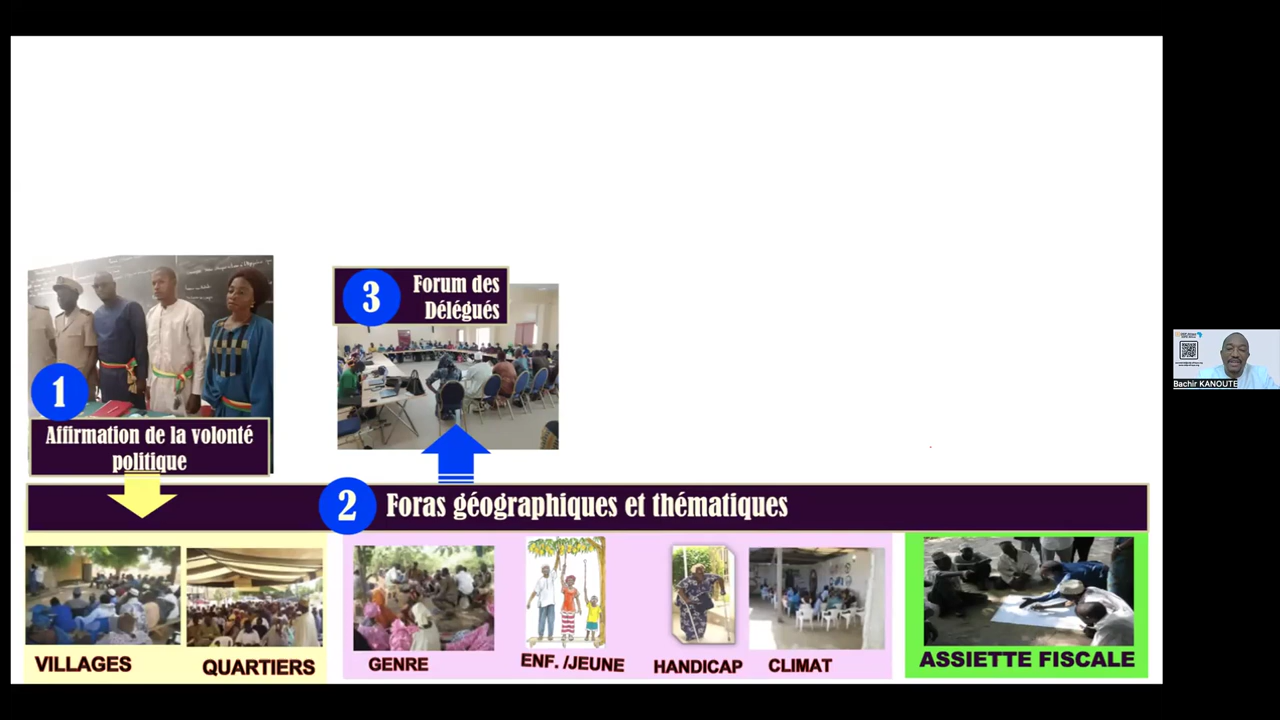 1
Affirmation de la volonté
politique
3
Forum des
Délégués
2
Foras géographiques et thématiques
VILLAGES
QUARTIERS
GENRE
ENF. /JEUNE
HANDICAP
CLIMAT
ASSIETTE FISCALE
Bachir KANOUTE